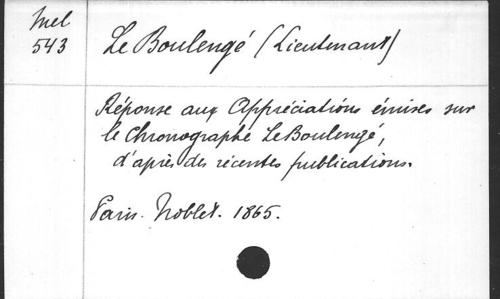 Mel
543
Le Boulengé (Lieutenant)
Réponse aux Appréciations émises sur
le Chronographe Le Boulengé,
d'après des récentes publications.
Paris. Noblet. 1865.